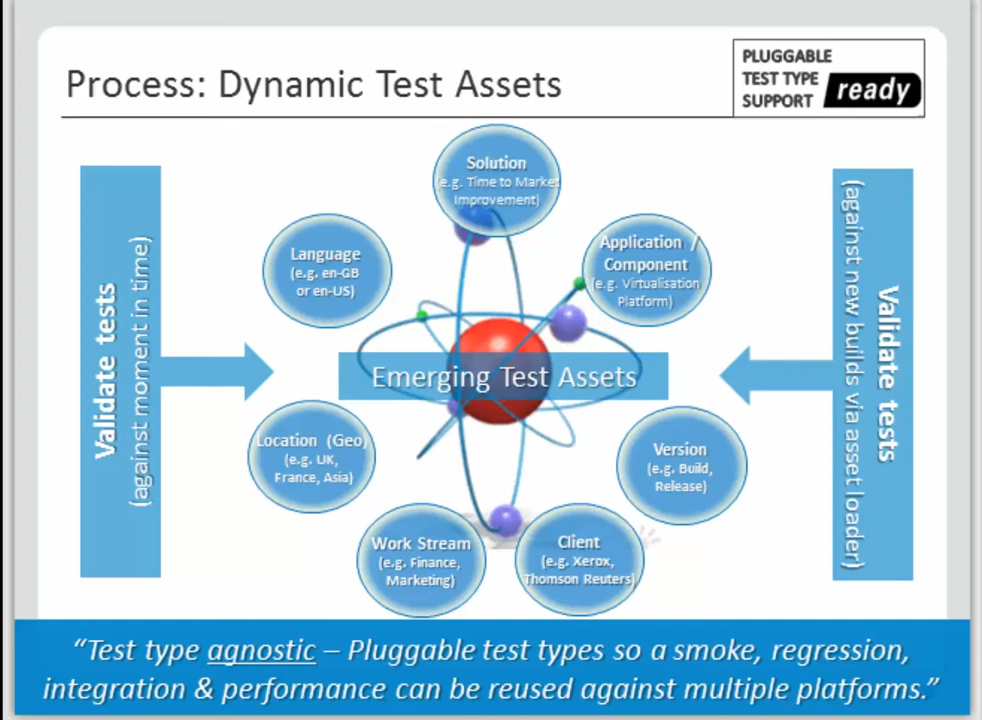 Process: Dynamic Test Assets
PLUGGABLE
TEST TYPE
SUPPORT ready
Solution
(e.g. Time to Market
Improvement)
Language
(e.g. en-GB
or en-US)
Application /
Component
(e.g. Virtualisation
Platform)
Validate tests
(against moment in time)
Emerging Test Assets
Validate tests
(against new builds via asset loader)
Location (Geo)
(e.g. UK,
France, Asia)
Version
(e.g. Build,
Release)
Work Stream
(e.g. Finance,
Marketing)
Client
(e.g. Xerox,
Thomson Reuters)
“Test type agnostic – Pluggable test types so a smoke, regression,
integration & performance can be reused against multiple platforms.”